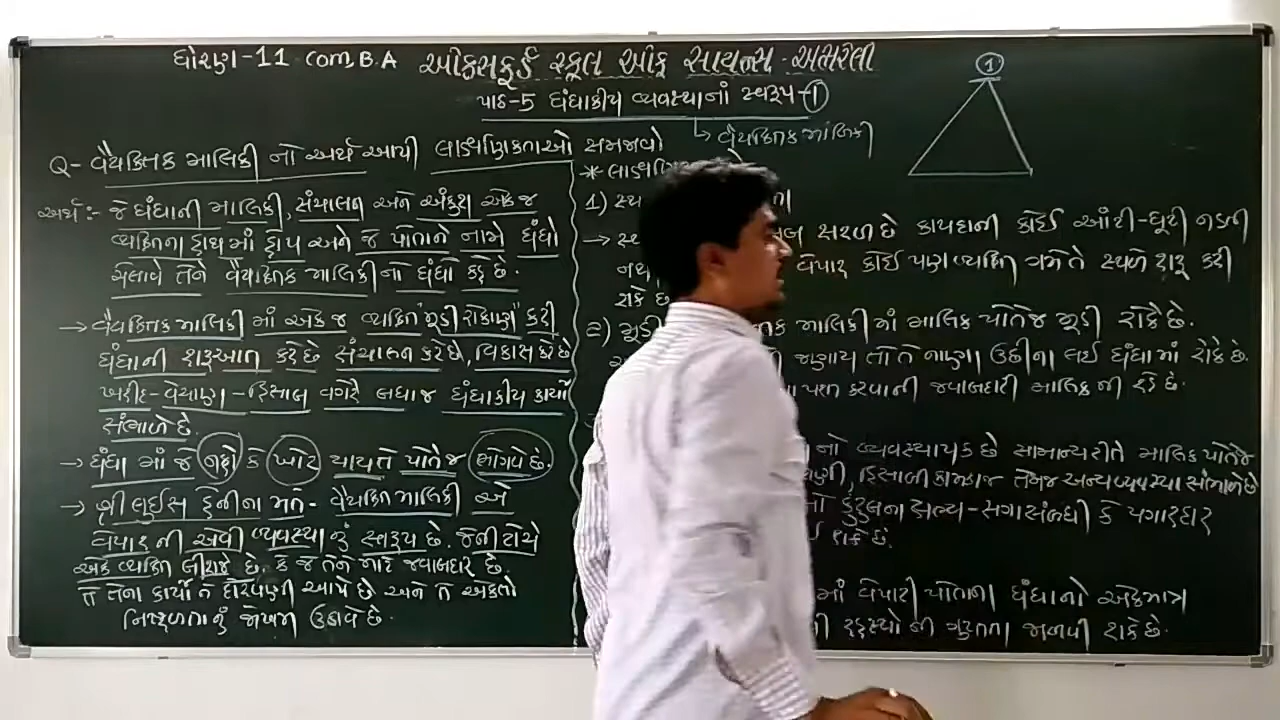 ધોરણ-11 com, B.A ઓક્સફર્ડ સ્કૂલ ઓફ સાયન્સ - અમરેલી
પાઠ-5 ધંધાકીય વ્યવસ્થાનાં સ્વરૂપ-1
વૈયક્તિક માલિકી
1
Q- વૈયક્તિક માલિકી નો અર્થ આપી લાક્ષણિકતાઓ સમજાવો
અર્થ:- જે ધંધાની માલિકી, સંચાલન અને અંકુશ એક જ
વ્યક્તિના હાથમાં હોય અને જે પોતાને નામે ધંધો
ચલાવે તેને વૈયક્તિક માલિકીનો ધંધો કહે છે.
→ વૈયક્તિક માલિકી માં એક જ વ્યક્તિ "મૂડી રોકાણ" કરી
ધંધાની શરૂઆત કરે છે સંચાલન કરે છે, વિકાસ કરે છે
ખરીદ-વેચાણ-હિસાબ વગેરે બધા જ ધંધાકીય કાર્યો
સંભાળે છે.
→ ધંધા માં જે નફો કે ખોટ થાય તે પોતે જ ભોગવે છે.
→ શ્રી લુઈસ હેનીના મતે - વૈયક્તિ માલિકી એ
વેપાર ની એવી વ્યવસ્થા નું સ્વરૂપ છે. જેની ટોચે
એક વ્યક્તિ બીરાજે છે. કે જે તેને માટે જવાબદાર છે.
તે તેના કાર્યો ને દોરવણી આપે છે અને તે એકલો
નિષ્ફળતાનું જોખમ ઉઠાવે છે.
*
1)
→ સરળ છે કાયદાની કોઈ આંટી-ઘૂંટી નડતી
નથી વેપાર કોઈ પણ વ્યક્તિ ગમે તે સ્થળે શરૂ કરી
શકે છે
2) મૂડી માલિકી માં માલિક પોતે જ મૂડી રોકે છે.
જણાય તો તે નાણા ઉછીના લઈ ધંધામાં રોકે છે.
પરત કરવાની જવાબદારી માલિક ની રહે છે.
નો વ્યવસ્થાપક છે સામાન્ય રીતે માલિક પોતે જ
હિસાબી કામકાજ તેમજ અન્ય વ્યવસ્થા સંભાળે છે
કુટુંબના સભ્ય-સગાસંબંધી કે પગારદાર
શકે છે.
માં વેપારી પોતાના ધંધાનો એકમાત્ર
રહસ્યો ની ગુપ્તતા જાળવી શકે છે.